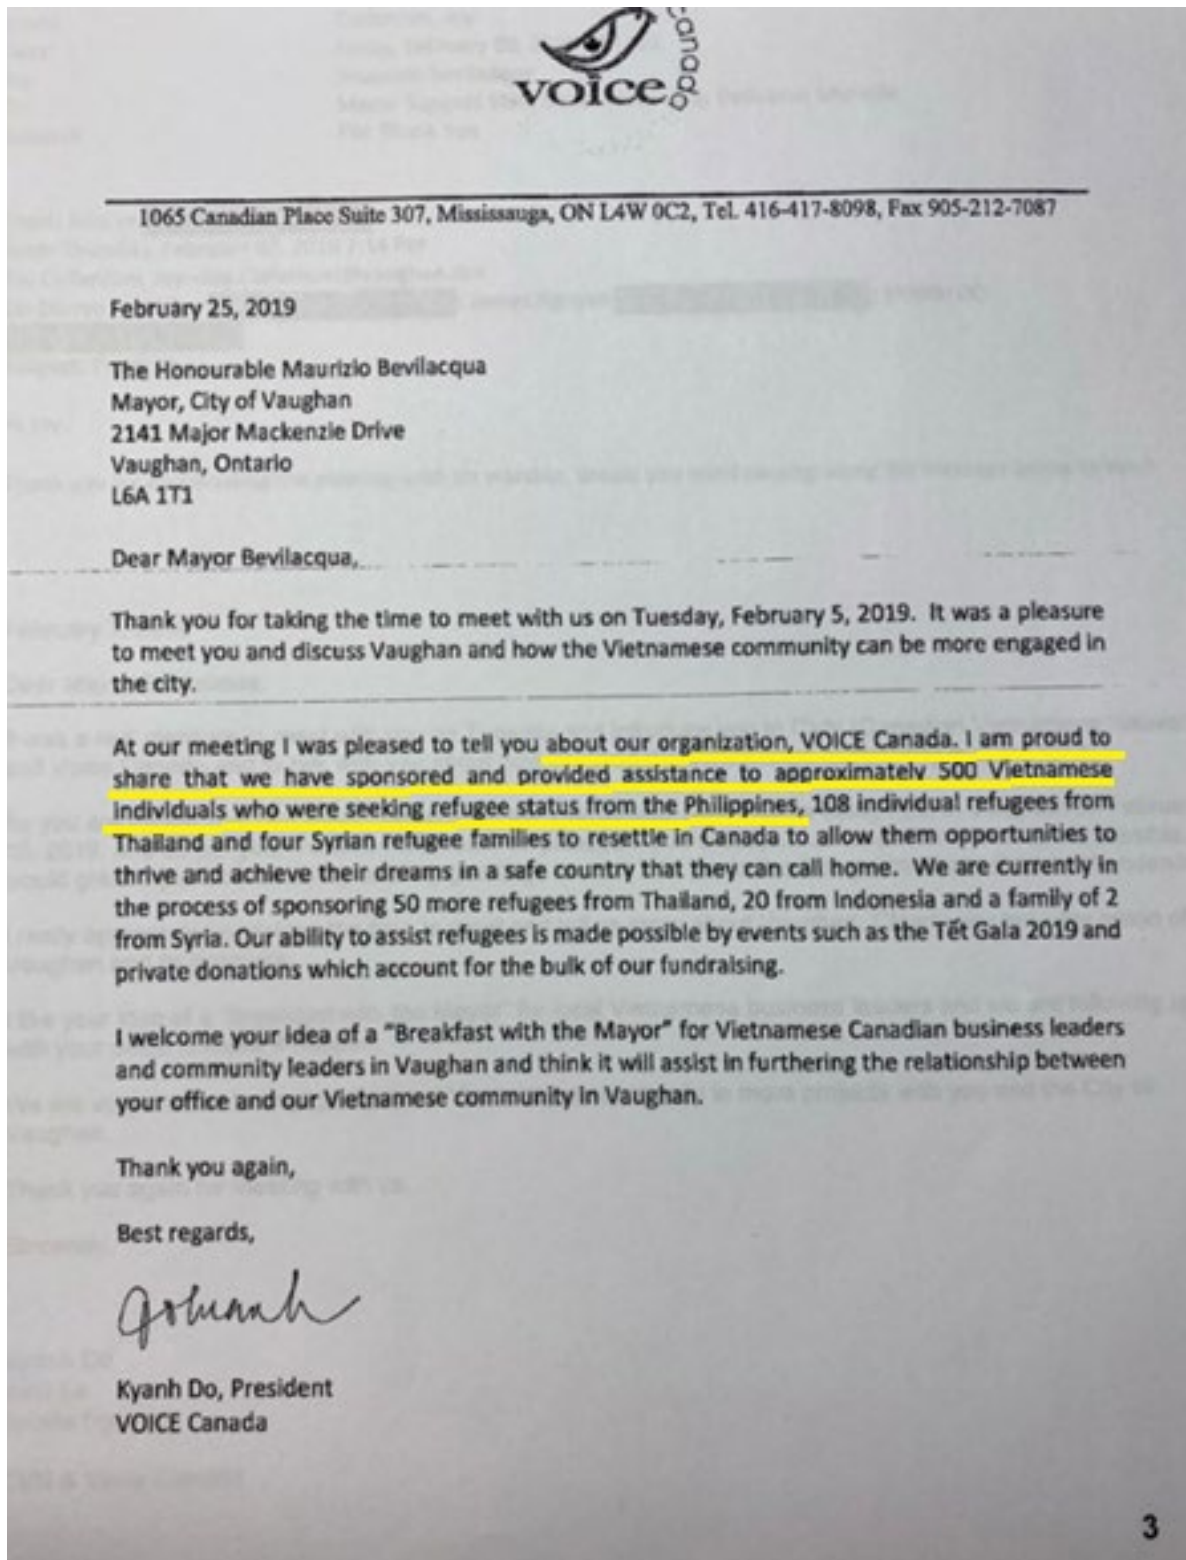 voice
Canada
1065 Canadian Place Suite 307, Mississauga, ON L4W 0C2, Tel. 416-417-8098, Fax 905-212-7087
February 25, 2019
The Honourable Maurizio Bevilacqua
Mayor, City of Vaughan
2141 Major Mackenzie Drive
Vaughan, Ontario
L6A 1T1
Dear Mayor Bevilacqua,
Thank you for taking the time to meet with us on Tuesday, February 5, 2019. It was a pleasure
to meet you and discuss Vaughan and how the Vietnamese community can be more engaged in
the city.
At our meeting I was pleased to tell you about our organization, VOICE Canada. I am proud to
share that we have sponsored and provided assistance to approximately 500 Vietnamese
individuals who were seeking refugee status from the Philippines, 108 individual refugees from
Thailand and four Syrian refugee families to resettle in Canada to allow them opportunities to
thrive and achieve their dreams in a safe country that they can call home. We are currently in
the process of sponsoring 50 more refugees from Thailand, 20 from Indonesia and a family of 2
from Syria. Our ability to assist refugees is made possible by events such as the Tết Gala 2019 and
private donations which account for the bulk of our fundraising.
I welcome your idea of a "Breakfast with the Mayor" for Vietnamese Canadian business leaders
and community leaders in Vaughan and think it will assist in furthering the relationship between
your office and our Vietnamese community in Vaughan.
Thank you again,
Best regards,
Kyanh Do, President
VOICE Canada
3